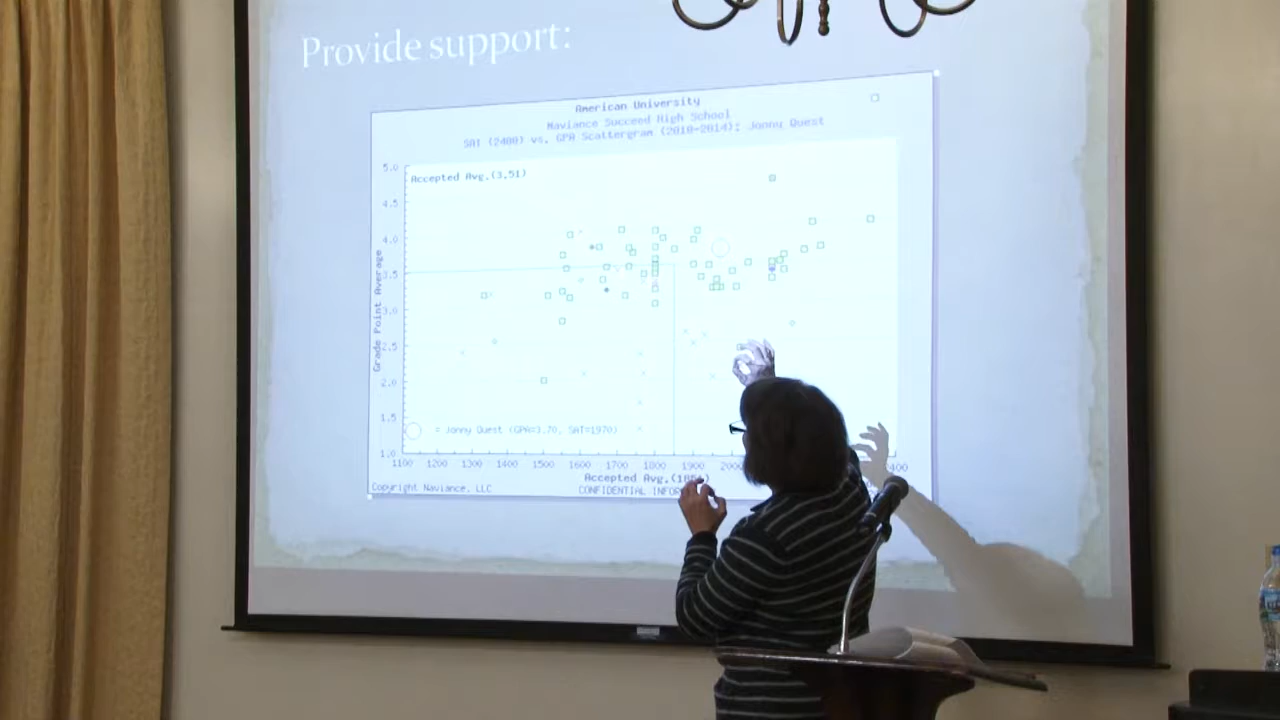 Provide support:
American University
Naviance Succeed High School
SAT (2400) vs. GPA Scattergram (2010-2014): Jonny Quest
Accepted Avg.(3.51)
5.0
4.5
4.0
3.5
3.0
2.5
2.0
1.5
1.0
Grade Point Average
= Jonny Quest (GPA=3.70, SAT=1970)
1100 1200 1300 1400 1500 1600 1700 1800 1900
Accepted Avg.
Copyright Naviance, LLC
CONFIDENTIAL